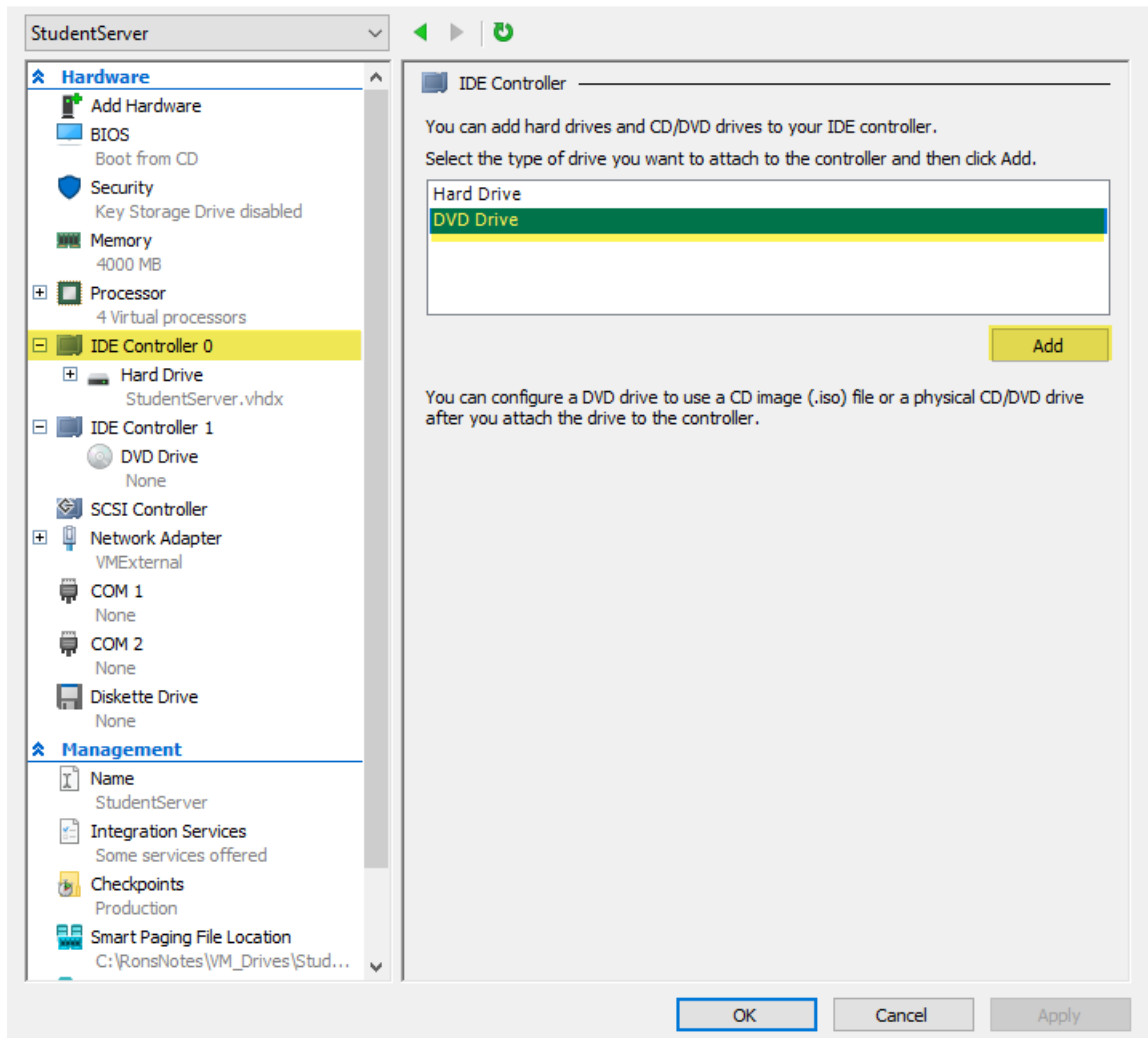 StudentServer
Hardware
Add Hardware
BIOS
Boot from CD
Security
Key Storage Drive disabled
Memory
4000 MB
Processor
4 Virtual processors
IDE Controller 0
Hard Drive
StudentServer.vhdx
IDE Controller 1
DVD Drive
None
SCSI Controller
Network Adapter
VMExternal
COM 1
None
COM 2
None
Diskette Drive
None
Management
Name
StudentServer
Integration Services
Some services offered
Checkpoints
Production
Smart Paging File Location
C:\RonsNotes\VM_Drives\Stud...
IDE Controller
You can add hard drives and CD/DVD drives to your IDE controller.
Select the type of drive you want to attach to the controller and then click Add.
Hard Drive
DVD Drive
Add
You can configure a DVD drive to use a CD image (.iso) file or a physical CD/DVD drive
after you attach the drive to the controller.
OK
Cancel
Apply